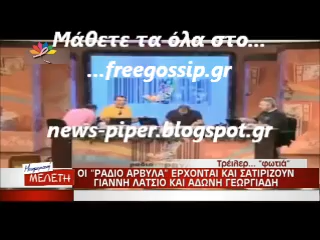 Μάθετε τα όλα στο...
...freegossip.gr
news-piper.blogspot.gr
Τρέιλερ... "φωτιά"
ΜΕΛΕΤΗ
ΟΙ "ΡΑΔΙΟ ΑΡΒΥΛΑ" ΕΡΧΟΝΤΑΙ ΚΑΙ ΣΑΤΙΡΙΖΟΥΝ
ΓΙΑΝΝΗ ΛΑΤΣΙΟ ΚΑΙ ΑΔΩΝΗ ΓΕΩΡΓΙΑΔΗ